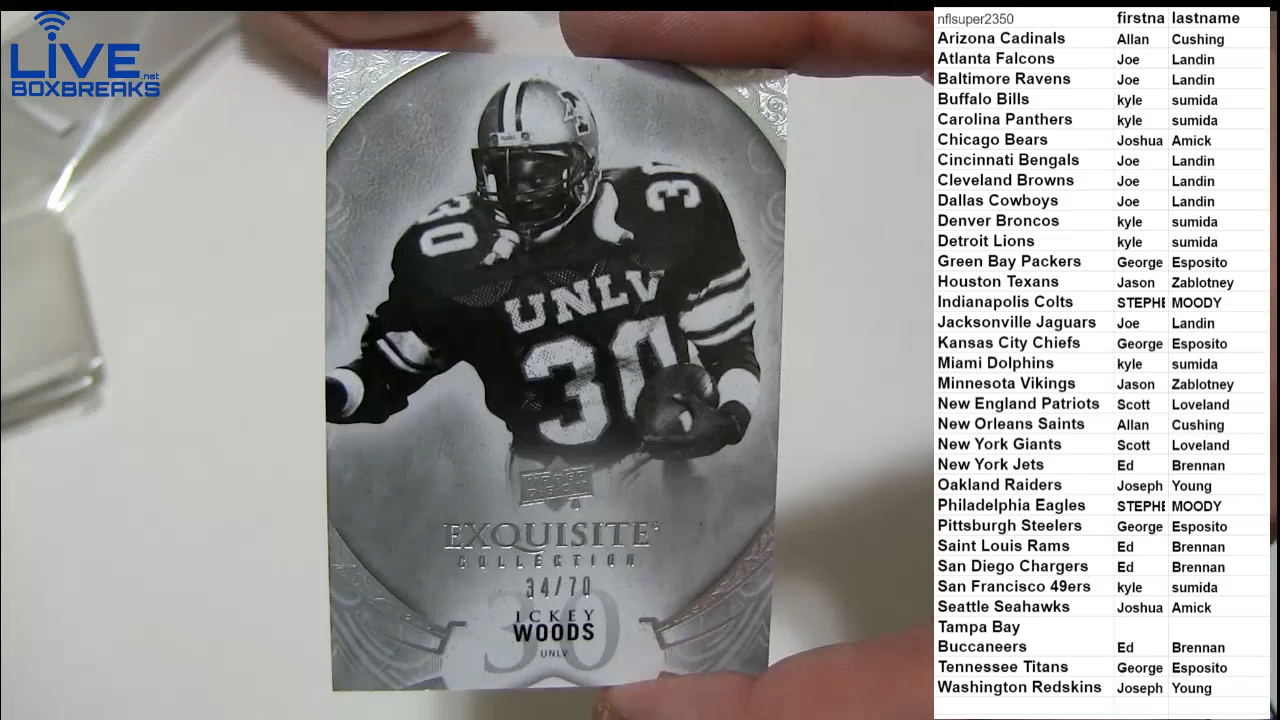 LIVE
BOXBREAKS.net
30
30
UNLV
30
UPPER DECK
EXQUISITE
COLLECTION
34/70
30
ICKEY
WOODS
UNLV
nflsuper2350 firstna lastname
Arizona Cadinals Allan Cushing
Atlanta Falcons Joe Landin
Baltimore Ravens Joe Landin
Buffalo Bills kyle sumida
Carolina Panthers kyle sumida
Chicago Bears Joshua Amick
Cincinnati Bengals Joe Landin
Cleveland Browns Joe Landin
Dallas Cowboys Joe Landin
Denver Broncos kyle sumida
Detroit Lions kyle sumida
Green Bay Packers George Esposito
Houston Texans Jason Zablotney
Indianapolis Colts STEPHE MOODY
Jacksonville Jaguars Joe Landin
Kansas City Chiefs George Esposito
Miami Dolphins kyle sumida
Minnesota Vikings Jason Zablotney
New England Patriots Scott Loveland
New Orleans Saints Allan Cushing
New York Giants Scott Loveland
New York Jets Ed Brennan
Oakland Raiders Joseph Young
Philadelphia Eagles STEPHE MOODY
Pittsburgh Steelers George Esposito
Saint Louis Rams Ed Brennan
San Diego Chargers Ed Brennan
San Francisco 49ers kyle sumida
Seattle Seahawks Joshua Amick
Tampa Bay
Buccaneers Ed Brennan
Tennessee Titans George Esposito
Washington Redskins Joseph Young